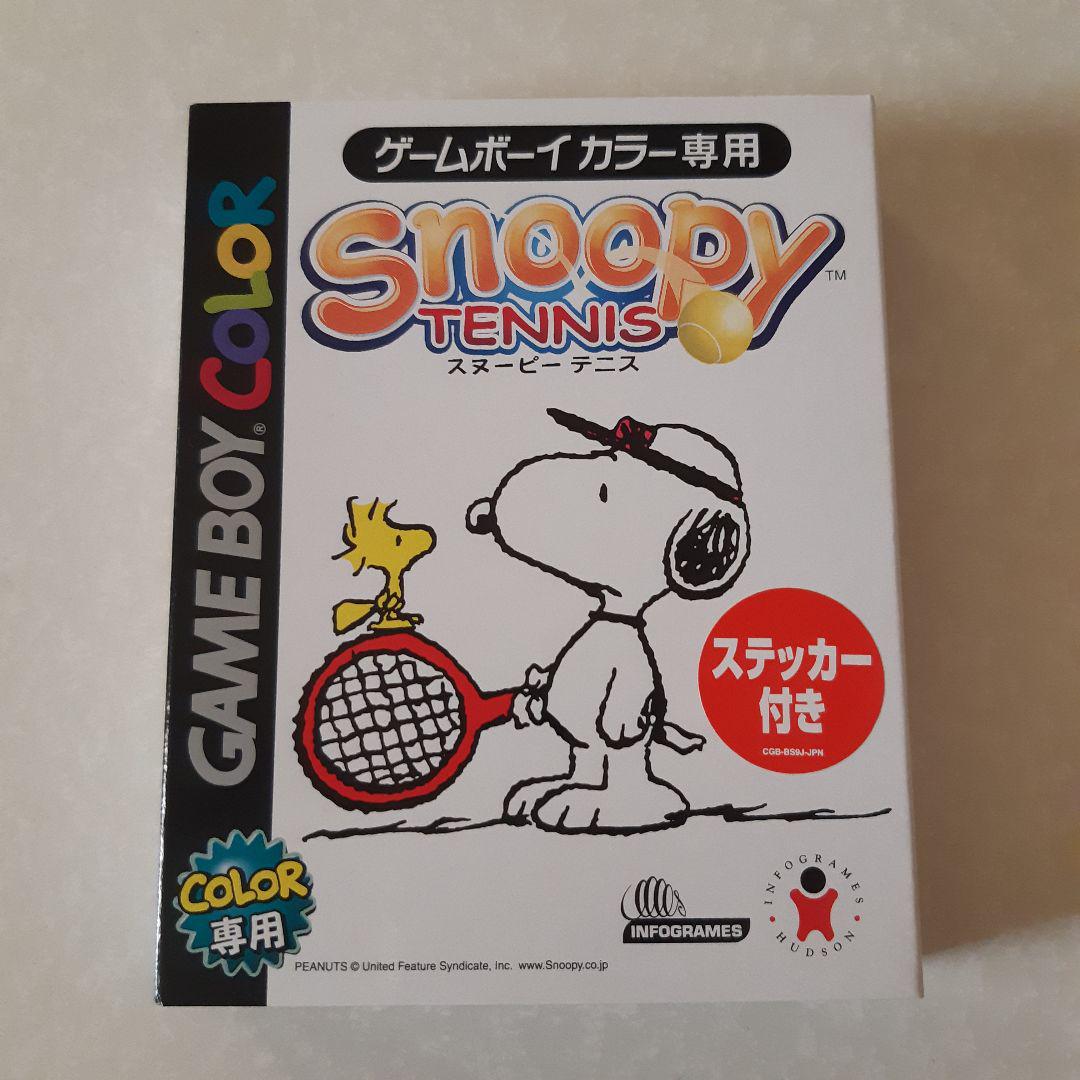 ゲームボーイカラー専用
Snoopy TM
TENNIS
スヌーピー テニス
GAME BOY® COLOR
ステッカー
付き
CGB-BS9J-JPN
COLOR
専用
INFOGRAMES
INFOGRAMES
HUDSON
PEANUTS © United Feature Syndicate, Inc. www.Snoopy.co.jp